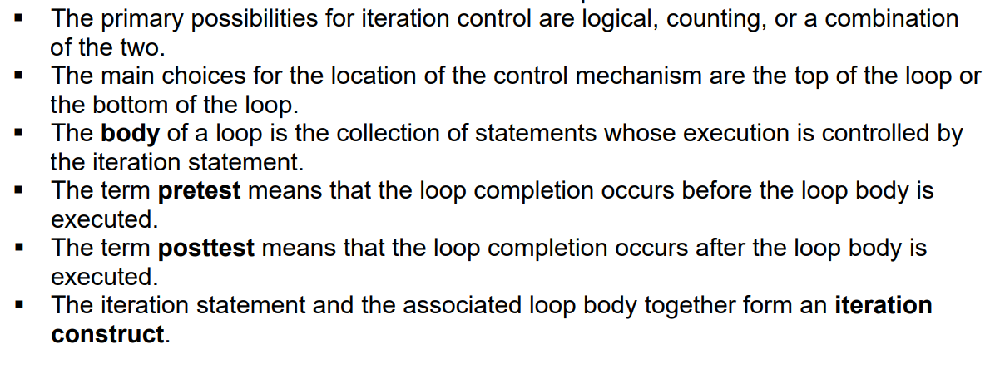 ▪ The primary possibilities for iteration control are logical, counting, or a combination
of the two.
▪ The main choices for the location of the control mechanism are the top of the loop or
the bottom of the loop.
▪ The body of a loop is the collection of statements whose execution is controlled by
the iteration statement.
▪ The term pretest means that the loop completion occurs before the loop body is
executed.
▪ The term posttest means that the loop completion occurs after the loop body is
executed.
▪ The iteration statement and the associated loop body together form an iteration
construct.